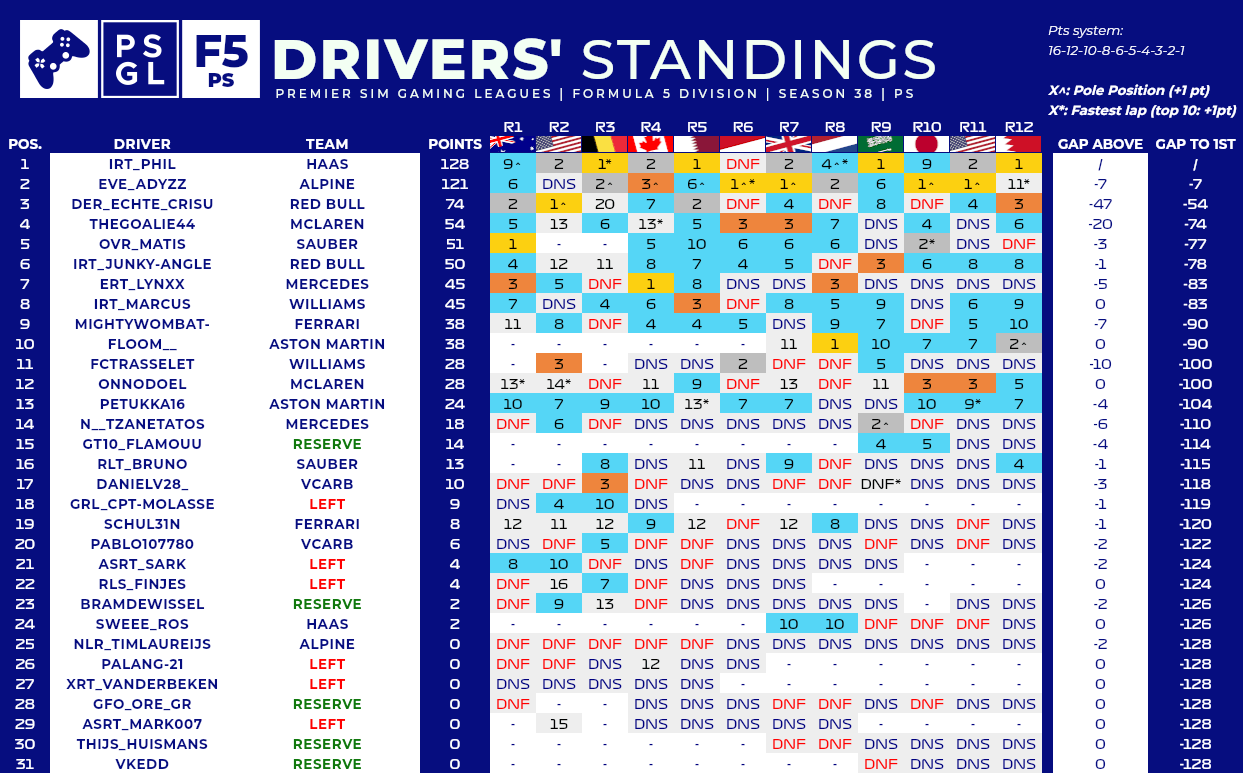 PS GL
F5 PS
DRIVERS' STANDINGS
PREMIER SIM GAMING LEAGUES | FORMULA 5 DIVISION | SEASON 38 | PS
Pts system:
16-12-10-8-6-5-4-3-2-1
X^: Pole Position (+1 pt)
X*: Fastest lap (top 10: +1pt)
POS. DRIVER TEAM POINTS R1 R2 R3 R4 R5 R6 R7 R8 R9 R10 R11 R12 GAP ABOVE GAP TO 1ST
1 IRT_PHIL HAAS 128 9^ 2 1* 2 1 DNF 2 4^* 1 9 2 1 / /
2 EVE_ADYZZ ALPINE 121 6 DNS 2^ 3^ 6^ 1^* 1^ 2 6 1^ 1^ 11* -7 -7
3 DER_ECHTE_CRISU RED BULL 74 2 1^ 20 7 2 DNF 4 DNF 8 DNF 4 3 -47 -54
4 THEGOALIE44 MCLAREN 54 5 13 6 13* 5 3 3 7 DNS 4 DNS 6 -20 -74
5 OVR_MATIS SAUBER 51 1 - - 5 10 6 6 6 DNS 2* DNS DNF -3 -77
6 IRT_JUNKY-ANGLE RED BULL 50 4 12 11 8 7 4 5 DNF 3 6 8 8 -1 -78
7 ERT_LYNXX MERCEDES 45 3 5 DNF 1 8 DNS DNS 3 DNS DNS DNS DNS -5 -83
8 IRT_MARCUS WILLIAMS 45 7 DNS 4 6 3 DNF 8 5 9 DNS 6 9 0 -83
9 MIGHTYWOMBAT- FERRARI 38 11 8 DNF 4 4 5 DNS 9 7 DNF 5 10 -7 -90
10 FLOOM__ ASTON MARTIN 38 - - - - - - 11 1 10 7 7 2^ 0 -90
11 FCTRASSELET WILLIAMS 28 - 3 - DNS DNS 2 DNF DNF 5 DNS DNS DNS -10 -100
12 ONNODOEL MCLAREN 28 13* 14* DNF 11 9 DNF 13 DNF 11 3 3 5 0 -100
13 PETUKKA16 ASTON MARTIN 24 10 7 9 10 13* 7 7 DNS DNS 10 9* 7 -4 -104
14 N__TZANETATOS MERCEDES 18 DNF 6 DNF DNS DNS DNS DNS DNS 2^ DNF DNS DNS -6 -110
15 GT10_FLAMOUU RESERVE 14 - - - - - - - - 4 5 DNS DNS -4 -114
16 RLT_BRUNO SAUBER 13 - - 8 DNS 11 DNS 9 DNF DNS DNS DNS 4 -1 -115
17 DANIELV28_ VCARB 10 DNF DNF 3 DNF DNS DNS DNF DNF DNF* DNS DNS DNS -3 -118
18 GRL_CPT-MOLASSE LEFT 9 DNS 4 10 DNS - - - - - - - - -1 -119
19 SCHUL31N FERRARI 8 12 11 12 9 12 DNF 12 8 DNS DNS DNF DNS -1 -120
20 PABLO107780 VCARB 6 DNS DNF 5 DNF DNF DNS DNS DNS DNF DNS DNF DNS -2 -122
21 ASRT_SARK LEFT 4 8 10 DNF DNS DNF DNS DNS DNS DNS - - - -2 -124
22 RLS_FINJES LEFT 4 DNF 16 7 DNF DNS DNS DNS - - - - - 0 -124
23 BRAMDEWISSEL RESERVE 2 DNF 9 13 DNF DNS DNS DNS DNS DNS - DNS DNS -2 -126
24 SWEEE_ROS HAAS 2 - - - - - - 10 10 DNF DNF DNF DNS 0 -126
25 NLR_TIMLAUREIJS ALPINE 0 DNF DNF DNF DNF DNF DNS DNS DNS DNS DNS DNS DNS -2 -128
26 PALANG-21 LEFT 0 DNF DNF DNS 12 DNS DNS - - - - - - 0 -128
27 XRT_VANDERBEKEN LEFT 0 DNS DNS DNS DNS DNS - - - - - - - 0 -128
28 GFO_ORE_GR RESERVE 0 DNF - - DNS DNS DNS DNF DNF DNS DNF DNS DNS 0 -128
29 ASRT_MARK007 LEFT 0 - 15 - DNS DNS DNS DNS DNS - - - - 0 -128
30 THIJS_HUISMANS RESERVE 0 - - - - - - DNF DNF DNS DNS DNS DNS 0 -128
31 VKEDD RESERVE 0 - - - - - - - - DNF DNS DNS DNS 0 -128